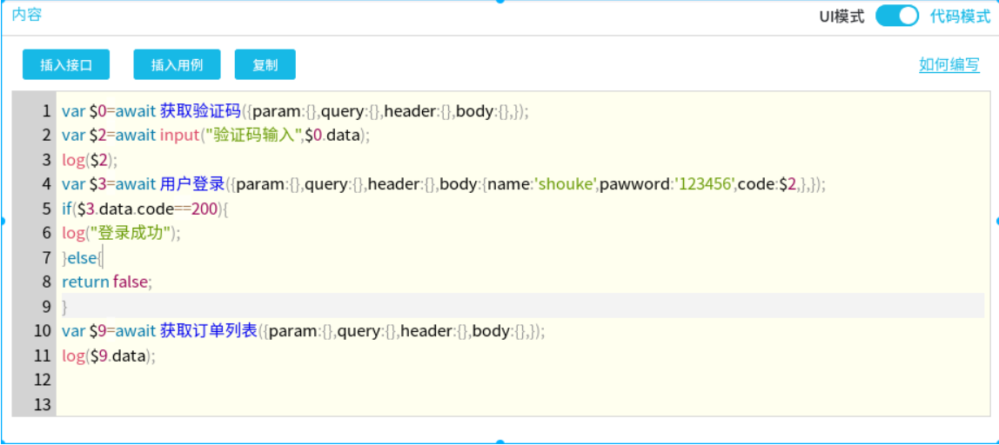 内容
UI模式 代码模式
插入接口 插入用例 复制 如何编写
1 var $0=await 获取验证码({param:{},query:{},header:{},body:{},});
2 var $2=await input("验证码输入",$0.data);
3 log($2);
4 var $3=await 用户登录({param:{},query:{},header:{},body:{name:'shouke',pawword:'123456',code:$2,},});
5 if($3.data.code==200){
6 log("登录成功");
7 }else{
8 return false;
9 }
10 var $9=await 获取订单列表({param:{},query:{},header:{},body:{},});
11 log($9.data);
12
13